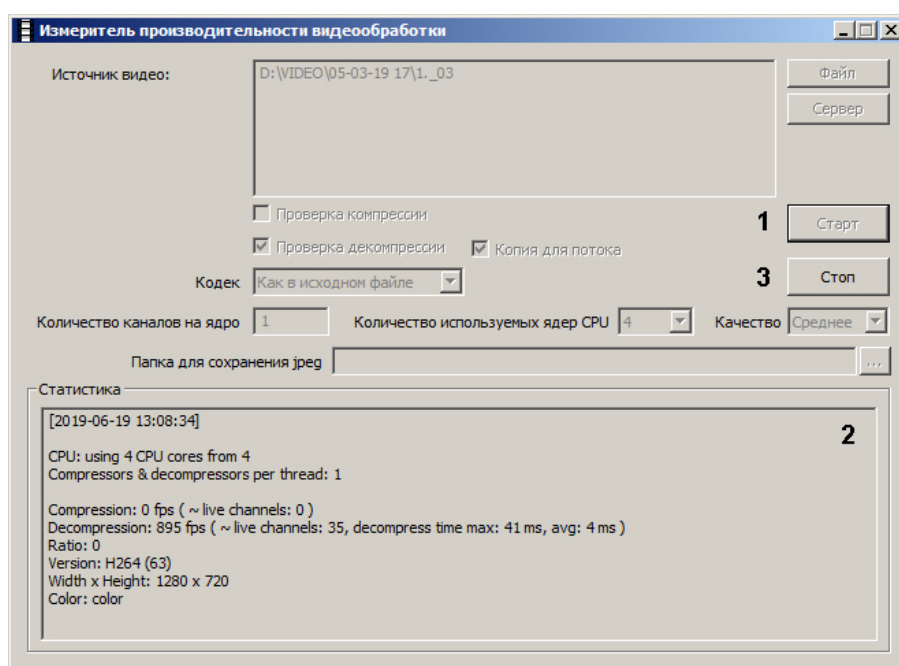 Измеритель производительности видеообработки
Источник видео:
D:\VIDEO\05-03-19 17\1._03
Файл
Сервер
Проверка компрессии
1 Старт
Проверка декомпрессии Копия для потока
Кодек Как в исходном файле 3 Стоп
Количество каналов на ядро 1 Количество используемых ядер CPU 4 Качество Среднее
Папка для сохранения jpeg ...
Статистика
[2019-06-19 13:08:34]
2
CPU: using 4 CPU cores from 4
Compressors & decompressors per thread: 1
Compression: 0 fps ( ~ live channels: 0 )
Decompression: 895 fps ( ~ live channels: 35, decompress time max: 41 ms, avg: 4 ms )
Ratio: 0
Version: H264 (63)
Width x Height: 1280 x 720
Color: color